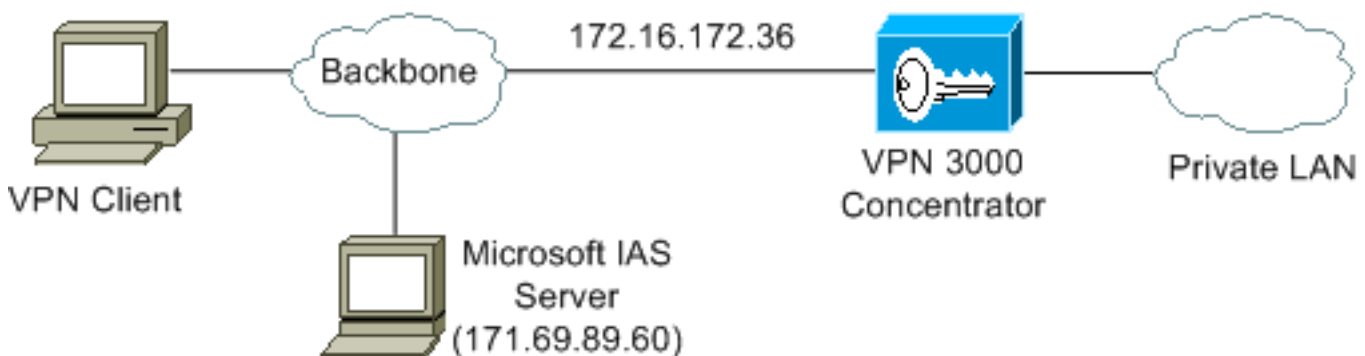 172.16.172.36
Backbone
VPN Client
VPN 3000
Concentrator
Private LAN
Microsoft IAS
Server
(171.69.89.60)